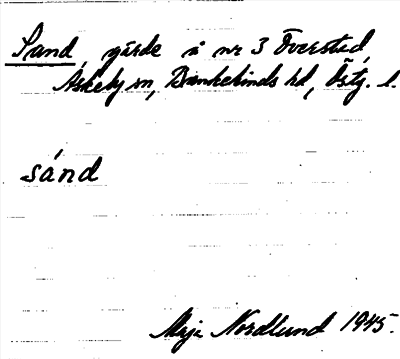 Sand, gärde å nr 3 Överstad,
Askeby sn, Bankekinds hd, Östg. l.
sánd
Maja Nordlund 1945.